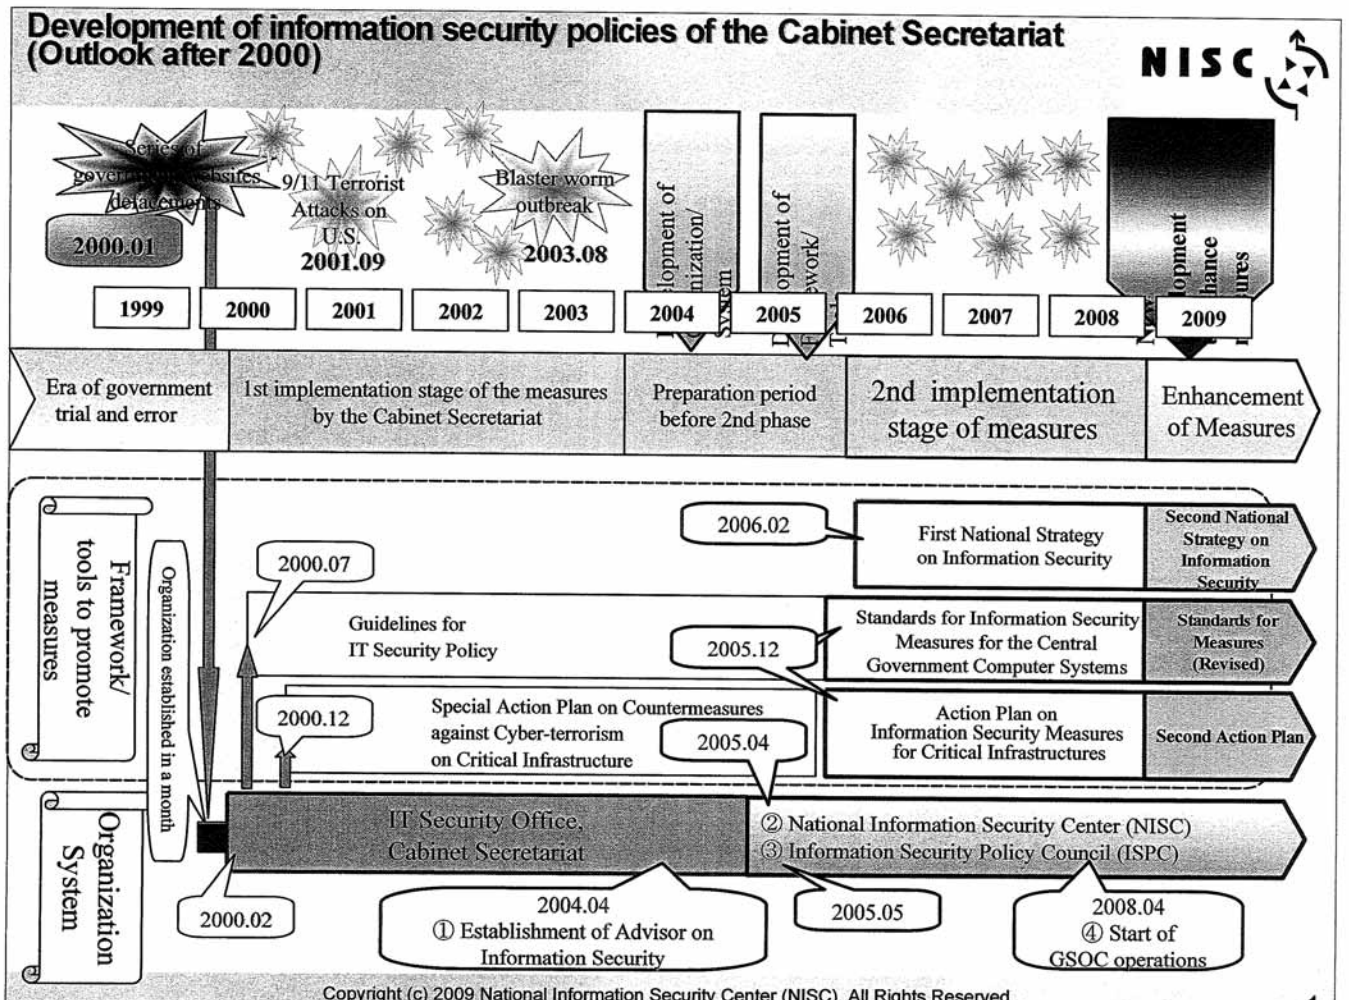 Development of information security policies of the Cabinet Secretariat
(Outlook after 2000)
NISC
Series of
government websites
defacements
2000.01
9/11 Terrorist
Attacks on
U.S.
2001.09
Blaster worm
outbreak
2003.08
1999
2000
2001
2002
2003
2004
2005
2006
2007
2008
2009
Era of government
trial and error
1st implementation stage of the measures
by the Cabinet Secretariat
Preparation period
before 2nd phase
2nd implementation
stage of measures
Enhancement
of Measures
Framework/
tools to promote
measures
Organization established in a month
2000.07
Guidelines for
IT Security Policy
2000.12
Special Action Plan on Countermeasures
against Cyber-terrorism
on Critical Infrastructure
2006.02
First National Strategy
on Information Security
Second National
Strategy on
Information
Security
2005.12
Standards for Information Security
Measures for the Central
Government Computer Systems
Standards for
Measures
(Revised)
2005.04
Action Plan on
Information Security Measures
for Critical Infrastructures
Second Action Plan
Organization
System
IT Security Office,
Cabinet Secretariat
② National Information Security Center (NISC)
③ Information Security Policy Council (ISPC)
2000.02
2004.04
① Establishment of Advisor on
Information Security
2005.05
2008.04
④ Start of
GSOC operations
Copyright (c) 2009 National Information Security Center (NISC). All Rights Reserved